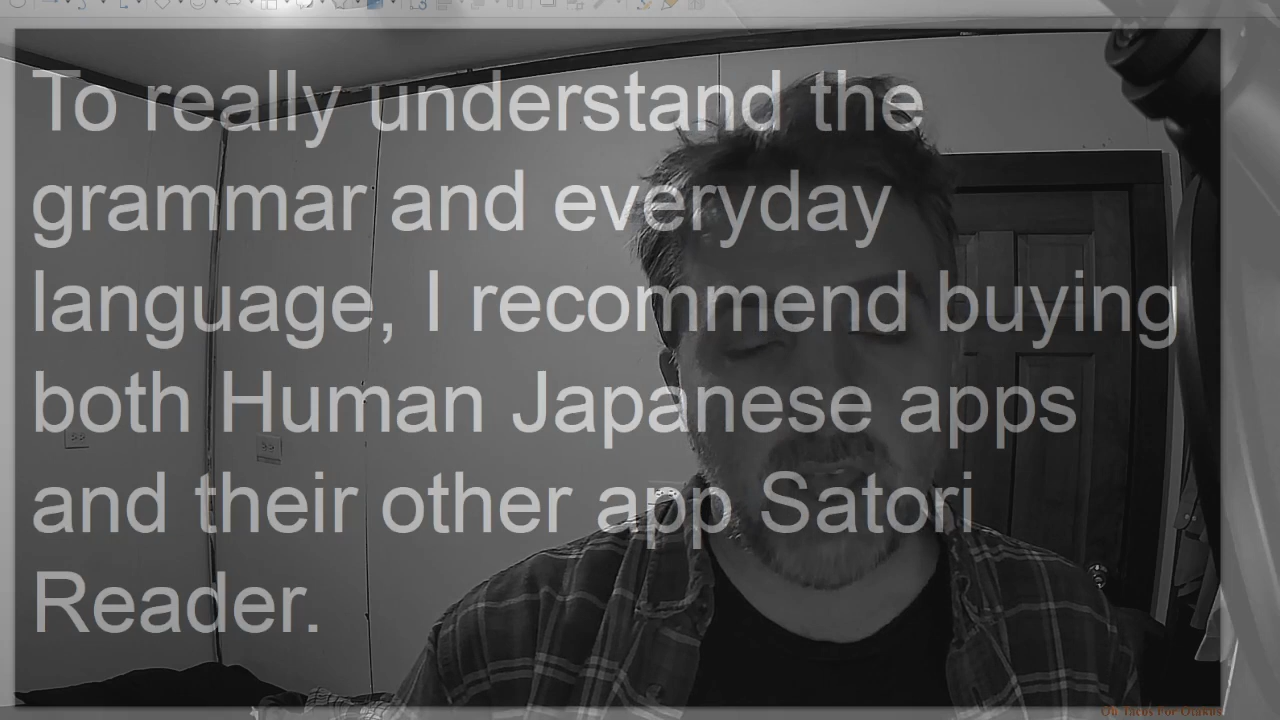 To really understand the
grammar and everyday
language, I recommend buying
both Human Japanese apps
and their other app Satori
Reader.